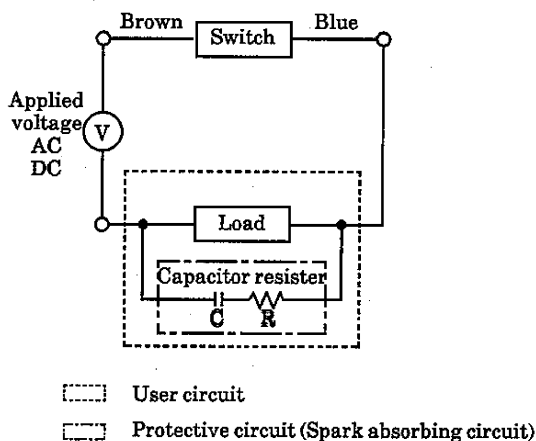 Brown
Switch
Blue
Applied
voltage
AC
DC
V
Load
Capacitor resister
C
R
User circuit
Protective circuit (Spark absorbing circuit)